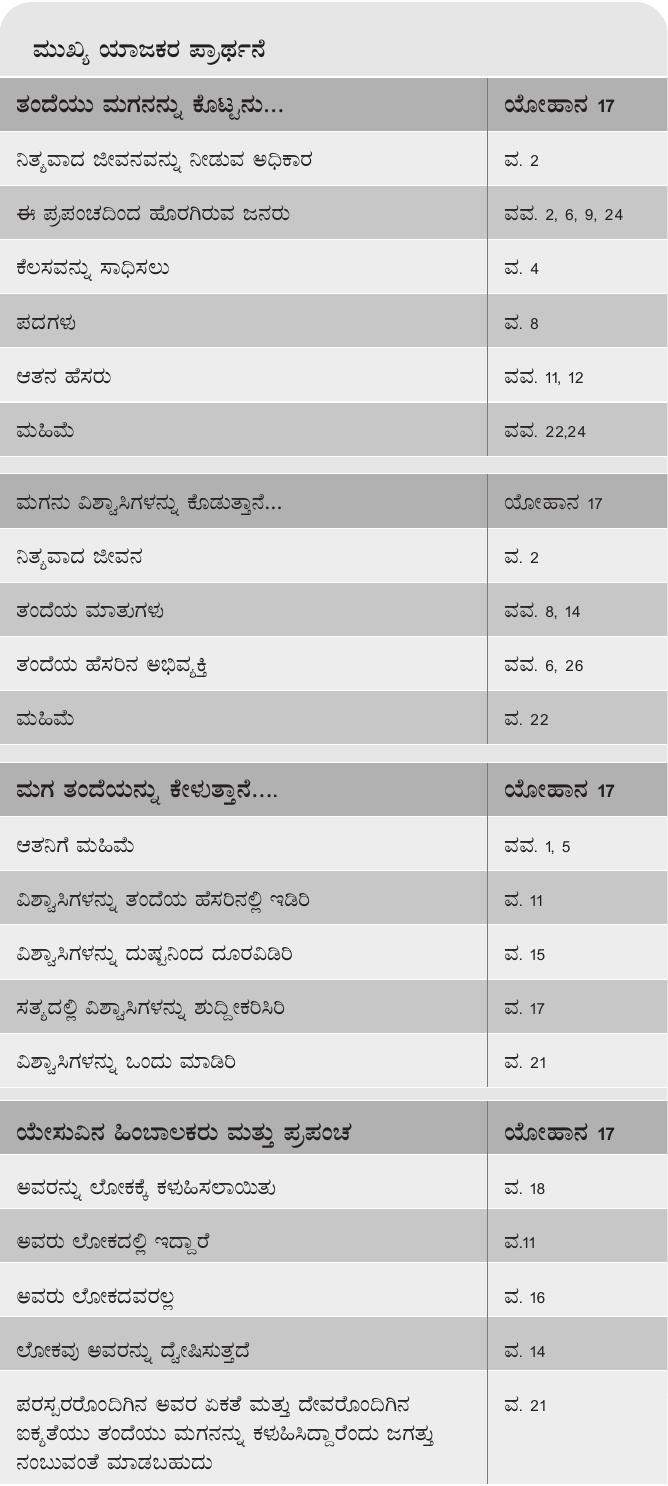 ಮುಖ್ಯ ಯಾಜಕರ ಪ್ರಾರ್ಥನೆ
ತಂದೆಯು ಮಗನನ್ನು ಕೊಟ್ಟನು... ಯೋಹಾನ 17
ನಿತ್ಯವಾದ ಜೀವನವನ್ನು ನೀಡುವ ಅಧಿಕಾರ ವ. 2
ಈ ಪ್ರಪಂಚದಿಂದ ಹೊರಗಿರುವ ಜನರು ವವ. 2, 6, 9, 24
ಕೆಲಸವನ್ನು ಸಾಧಿಸಲು ವ. 4
ಪದಗಳು ವ. 8
ಆತನ ಹೆಸರು ವವ. 11, 12
ಮಹಿಮೆ ವವ. 22,24
ಮಗನು ವಿಶ್ವಾಸಿಗಳನ್ನು ಕೊಡುತ್ತಾನೆ... ಯೋಹಾನ 17
ನಿತ್ಯವಾದ ಜೀವನ ವ. 2
ತಂದೆಯ ಮಾತುಗಳು ವವ. 8, 14
ತಂದೆಯ ಹೆಸರಿನ ಅಭಿವ್ಯಕ್ತಿ ವವ. 6, 26
ಮಹಿಮೆ ವ. 22
ಮಗ ತಂದೆಯನ್ನು ಕೇಳುತ್ತಾನೆ.... ಯೋಹಾನ 17
ಆತನಿಗೆ ಮಹಿಮೆ ವವ. 1, 5
ವಿಶ್ವಾಸಿಗಳನ್ನು ತಂದೆಯ ಹೆಸರಿನಲ್ಲಿ ಇಡಿರಿ ವ. 11
ವಿಶ್ವಾಸಿಗಳನ್ನು ದುಷ್ಟನಿಂದ ದೂರವಿಡಿರಿ ವ. 15
ಸತ್ಯದಲ್ಲಿ ವಿಶ್ವಾಸಿಗಳನ್ನು ಶುದ್ದೀಕರಿಸಿರಿ ವ. 17
ವಿಶ್ವಾಸಿಗಳನ್ನು ಒಂದು ಮಾಡಿರಿ ವ. 21
ಯೇಸುವಿನ ಹಿಂಬಾಲಕರು ಮತ್ತು ಪ್ರಪಂಚ ಯೋಹಾನ 17
ಅವರನ್ನು ಲೋಕಕ್ಕೆ ಕಳುಹಿಸಲಾಯಿತು ವ. 18
ಅವರು ಲೋಕದಲ್ಲಿ ಇದ್ದಾರೆ ವ.11
ಅವರು ಲೋಕದವರಲ್ಲ ವ. 16
ಲೋಕವು ಅವರನ್ನು ದ್ವೇಷಿಸುತ್ತದೆ ವ. 14
ಪರಸ್ಪರರೊಂದಿಗಿನ ಅವರ ಏಕತೆ ಮತ್ತು ದೇವರೊಂದಿಗಿನ ವ. 21
ಐಕ್ಯತೆಯು ತಂದೆಯು ಮಗನನ್ನು ಕಳುಹಿಸಿದ್ದಾರೆಂದು ಜಗತ್ತು
ನಂಬುವಂತೆ ಮಾಡಬಹುದು